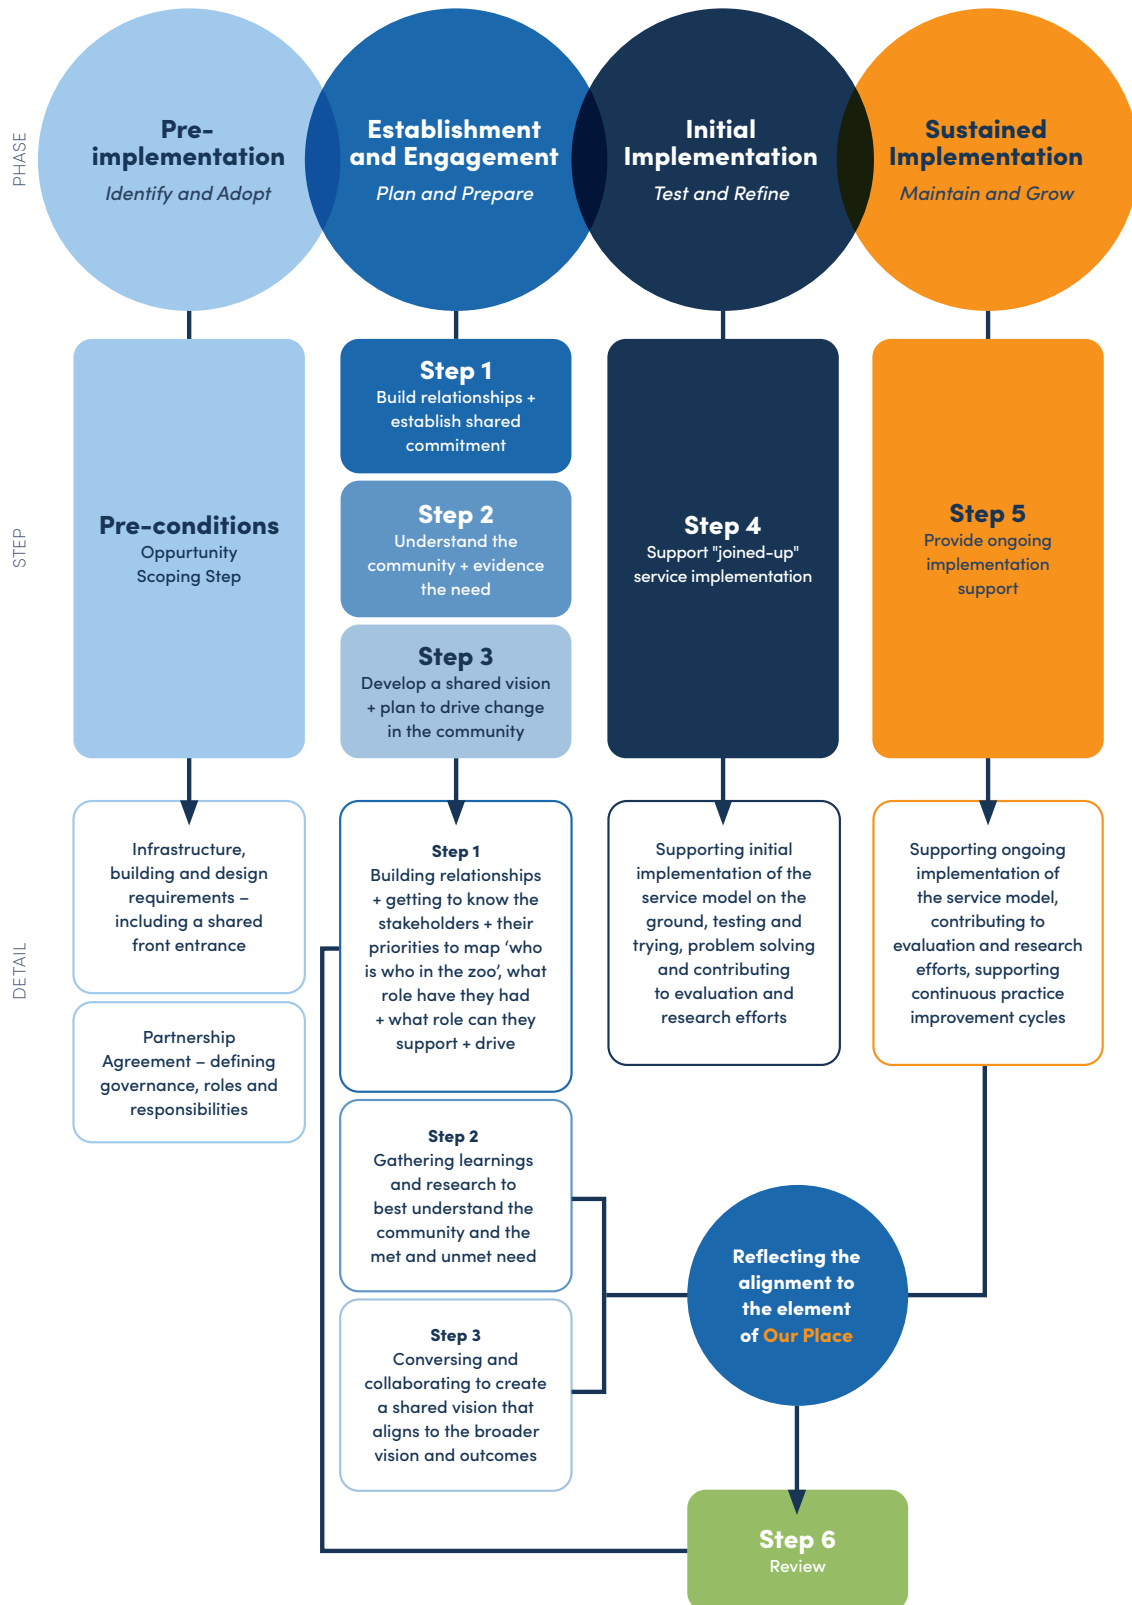 PHASE
Pre-
implementation
Identify and Adopt
Establishment
and Engagement
Plan and Prepare
Initial
Implementation
Test and Refine
Sustained
Implementation
Maintain and Grow
STEP
Pre-conditions
Oppurtunity
Scoping Step
Step 1
Build relationships +
establish shared
commitment
Step 2
Understand the
community + evidence
the need
Step 3
Develop a shared vision
+ plan to drive change
in the community
Step 4
Support "joined-up"
service implementation
Step 5
Provide ongoing
implementation
support
DETAIL
Infrastructure,
building and design
requirements –
including a shared
front entrance
Partnership
Agreement – defining
governance, roles and
responsibilities
Step 1
Building relationships
+ getting to know the
stakeholders + their
priorities to map ‘who
is who in the zoo’, what
role have they had
+ what role can they
support + drive
Step 2
Gathering learnings
and research to
best understand the
community and the
met and unmet need
Step 3
Conversing and
collaborating to create
a shared vision that
aligns to the broader
vision and outcomes
Supporting initial
implementation of the
service model on the
ground, testing and
trying, problem solving
and contributing
to evaluation and
research efforts
Supporting ongoing
implementation of
the service model,
contributing to
evaluation and research
efforts, supporting
continuous practice
improvement cycles
Reflecting the
alignment to
the element
of Our Place
Step 6
Review